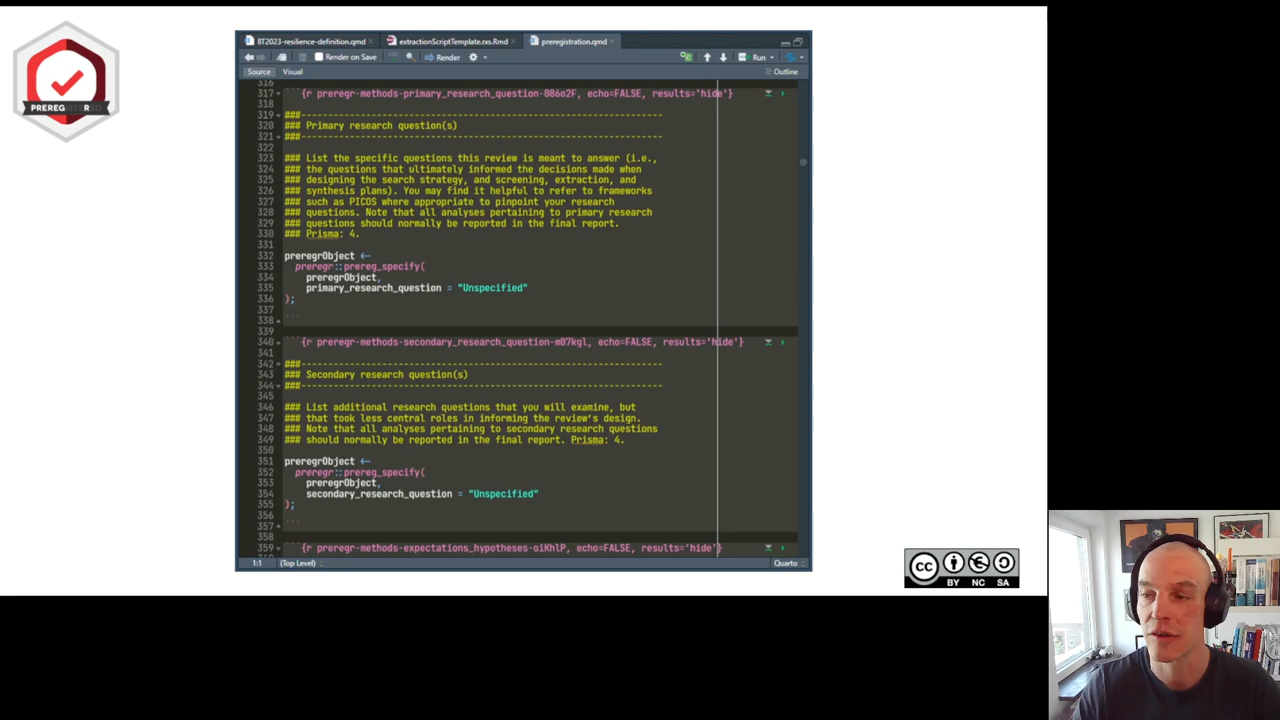 PREREGISTERED
BT2023-resilience-definition.qmd
extractionScriptTemplate.rxs.Rmd
preregistration.qmd
Render on Save
Render
Run
Source
Visual
Outline
316
317 ```{r preregr-methods-primary_research_question-086o2F, echo=FALSE, results='hide'}
318
319 ###-------------------------------------------------------------------
320 ### Primary research question(s)
321 ###-------------------------------------------------------------------
322
323 ### List the specific questions this review is meant to answer (i.e.,
324 ### the questions that ultimately informed the decisions made when
325 ### designing the search strategy, and screening, extraction, and
326 ### synthesis plans). You may find it helpful to refer to frameworks
327 ### such as PICOS where appropriate to pinpoint your research
328 ### questions. Note that all analyses pertaining to primary research
329 ### questions should normally be reported in the final report.
330 ### Prisma: 4.
331
332 preregrObject <-
333 preregr::prereg_specify(
334 preregrObject,
335 primary_research_question = "Unspecified"
336 );
337
338 ```
339
340 ```{r preregr-methods-secondary_research_question-m07kgl, echo=FALSE, results='hide'}
341
342 ###-------------------------------------------------------------------
343 ### Secondary research question(s)
344 ###-------------------------------------------------------------------
345
346 ### List additional research questions that you will examine, but
347 ### that took less central roles in informing the review's design.
348 ### Note that all analyses pertaining to secondary research questions
349 ### should normally be reported in the final report. Prisma: 4.
350
351 preregrObject <-
352 preregr::prereg_specify(
353 preregrObject,
354 secondary_research_question = "Unspecified"
355 );
356
357 ```
358
359 ```{r preregr-methods-expectations_hypotheses-oiKhlP, echo=FALSE, results='hide'}
1:1
(Top Level)
Quarto
cc
BY NC SA